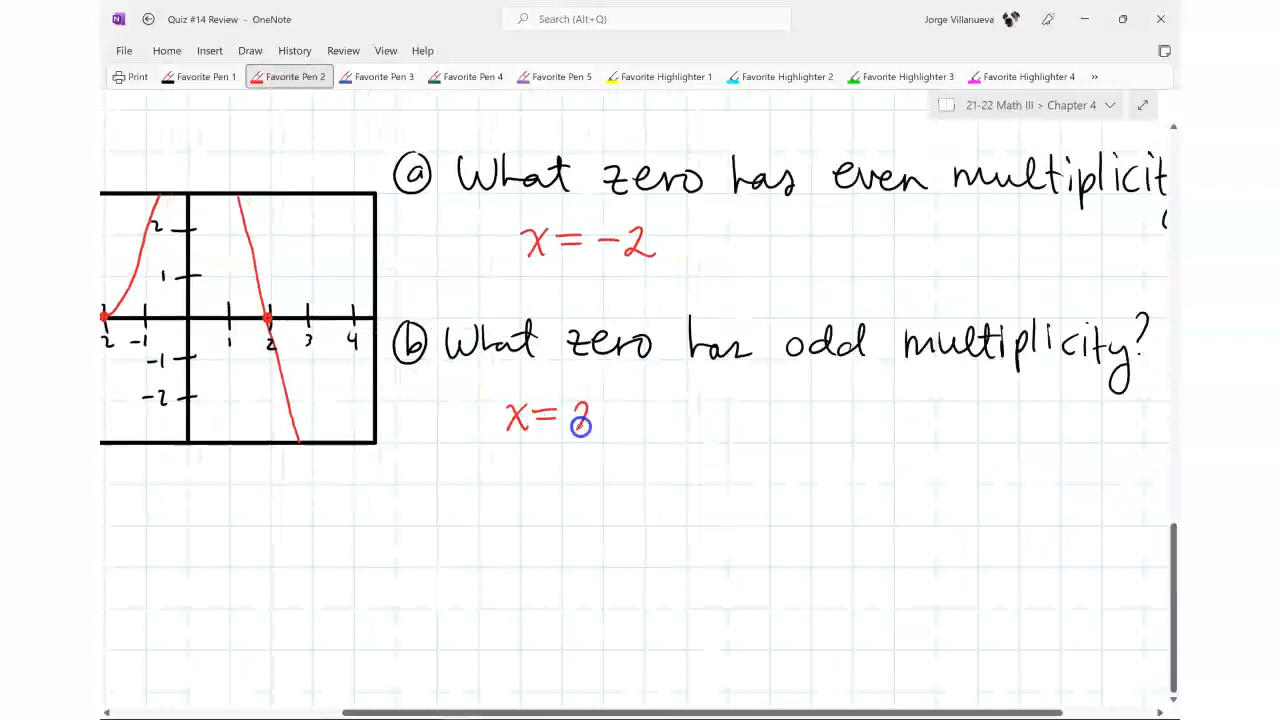 Quiz #14 Review - OneNote
Search (Alt+Q)
Jorge Villanueva
File Home Insert Draw History Review View Help
Print Favorite Pen 1 Favorite Pen 2 Favorite Pen 3 Favorite Pen 4 Favorite Pen 5 Favorite Highlighter 1 Favorite Highlighter 2 Favorite Highlighter 3 Favorite Highlighter 4 »
21-22 Math III > Chapter 4
a What zero has even multiplicit
x = -2
2
1
2 -1 1 2 3 4
-1
-2
b What zero has odd multiplicity?
x = 2